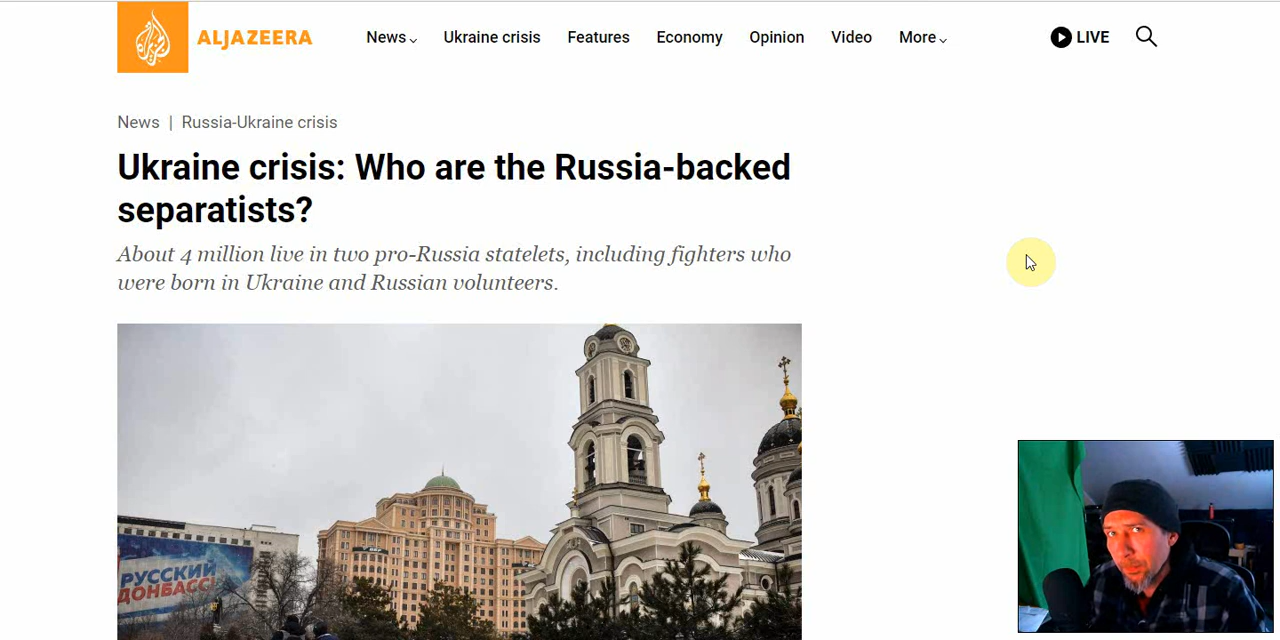 ALJAZEERA
News Ukraine crisis Features Economy Opinion Video More LIVE
News | Russia-Ukraine crisis
Ukraine crisis: Who are the Russia-backed
separatists?
About 4 million live in two pro-Russia statelets, including fighters who
were born in Ukraine and Russian volunteers.
РУССКИЙ
ДОНБАСС!